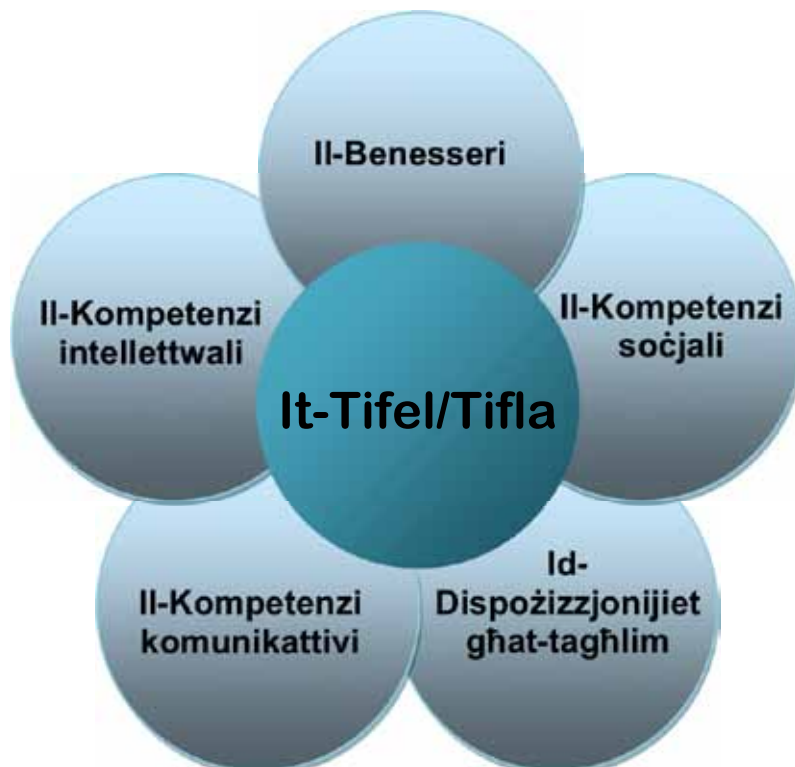 Il-Benesseri
Il-Kompetenzi
intellettwali
Il-Kompetenzi
soċjali
It-Tifel/Tifla
Il-Kompetenzi
komunikattivi
Id-
Dispożizzjonijiet
għat-tagħlim